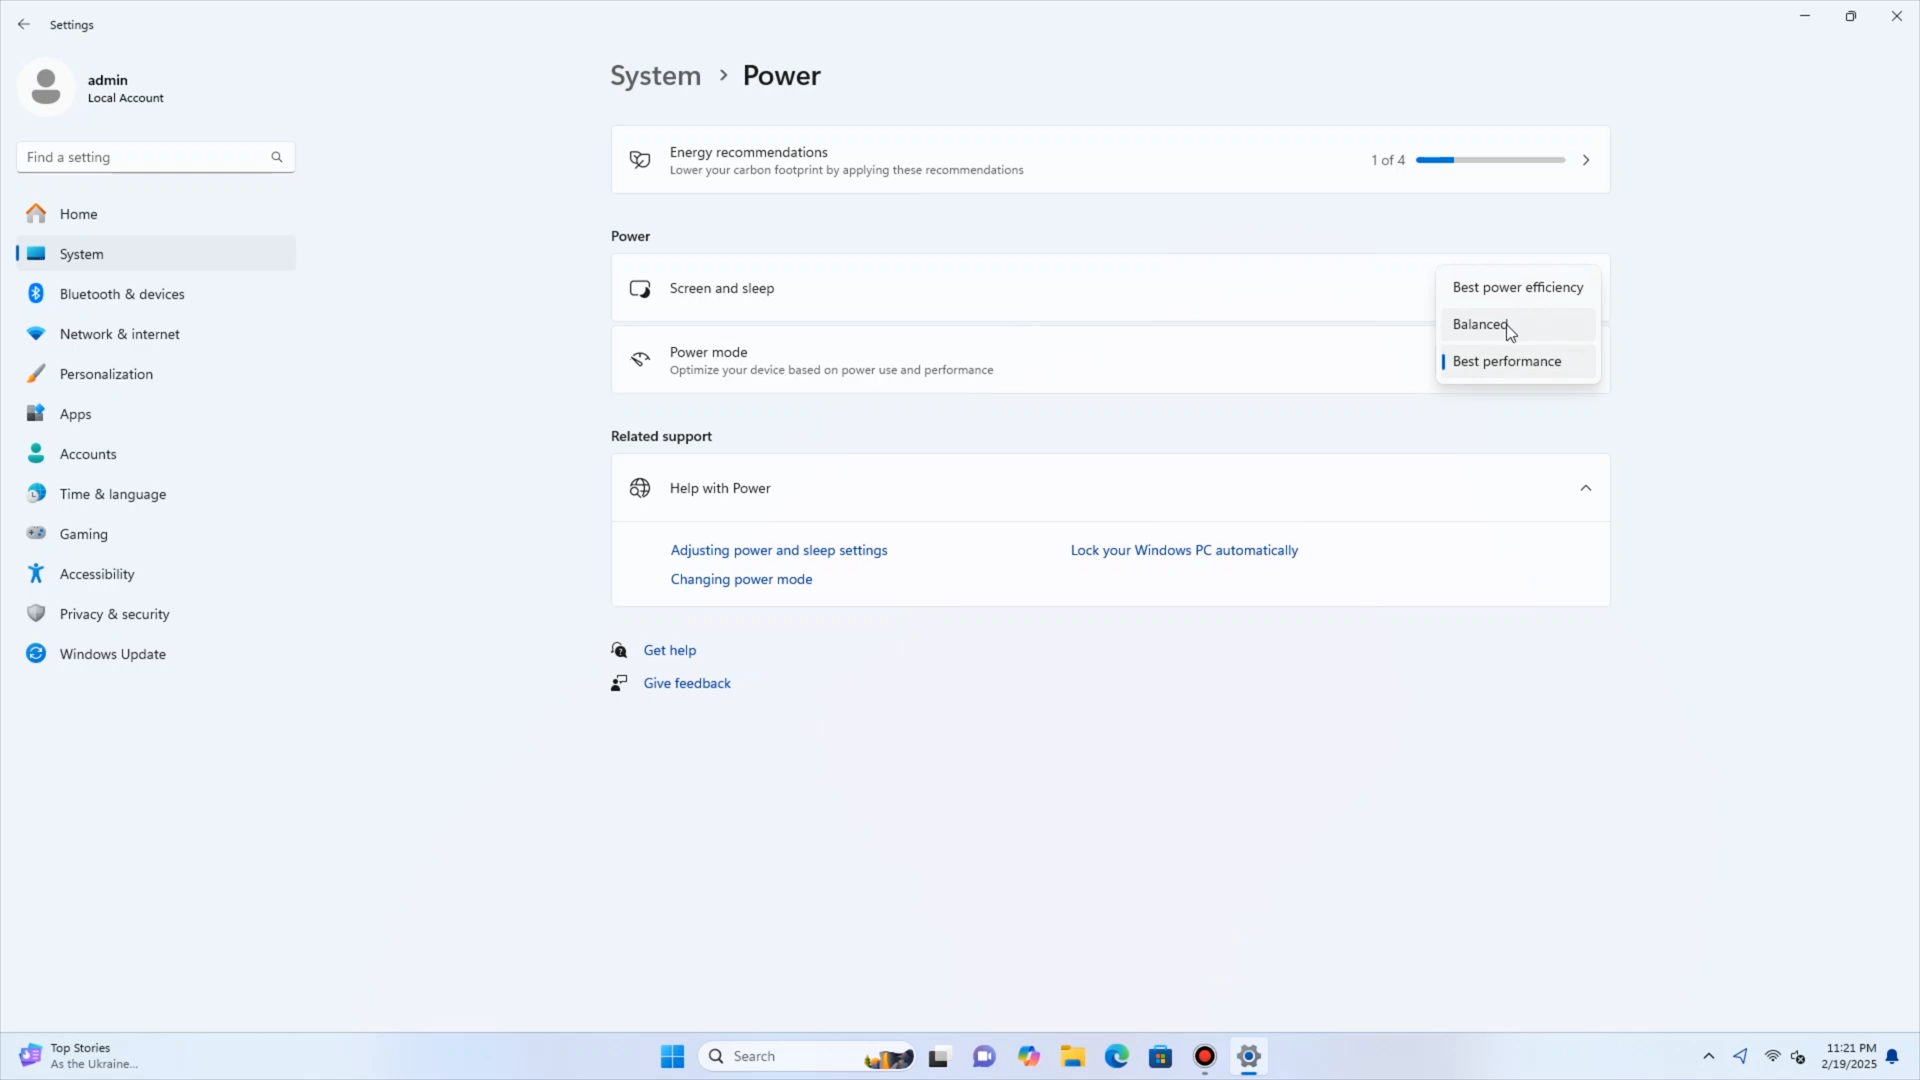 Settings
admin
Local Account
Find a setting
Home
System
Bluetooth & devices
Network & internet
Personalization
Apps
Accounts
Time & language
Gaming
Accessibility
Privacy & security
Windows Update
System > Power
Energy recommendations
Lower your carbon footprint by applying these recommendations
1 of 4
Power
Screen and sleep
Power mode
Optimize your device based on power use and performance
Best power efficiency
Balanced
Best performance
Related support
Help with Power
Adjusting power and sleep settings
Lock your Windows PC automatically
Changing power mode
Get help
Give feedback
Top Stories
As the Ukraine...
Search
11:21 PM
2/19/2025